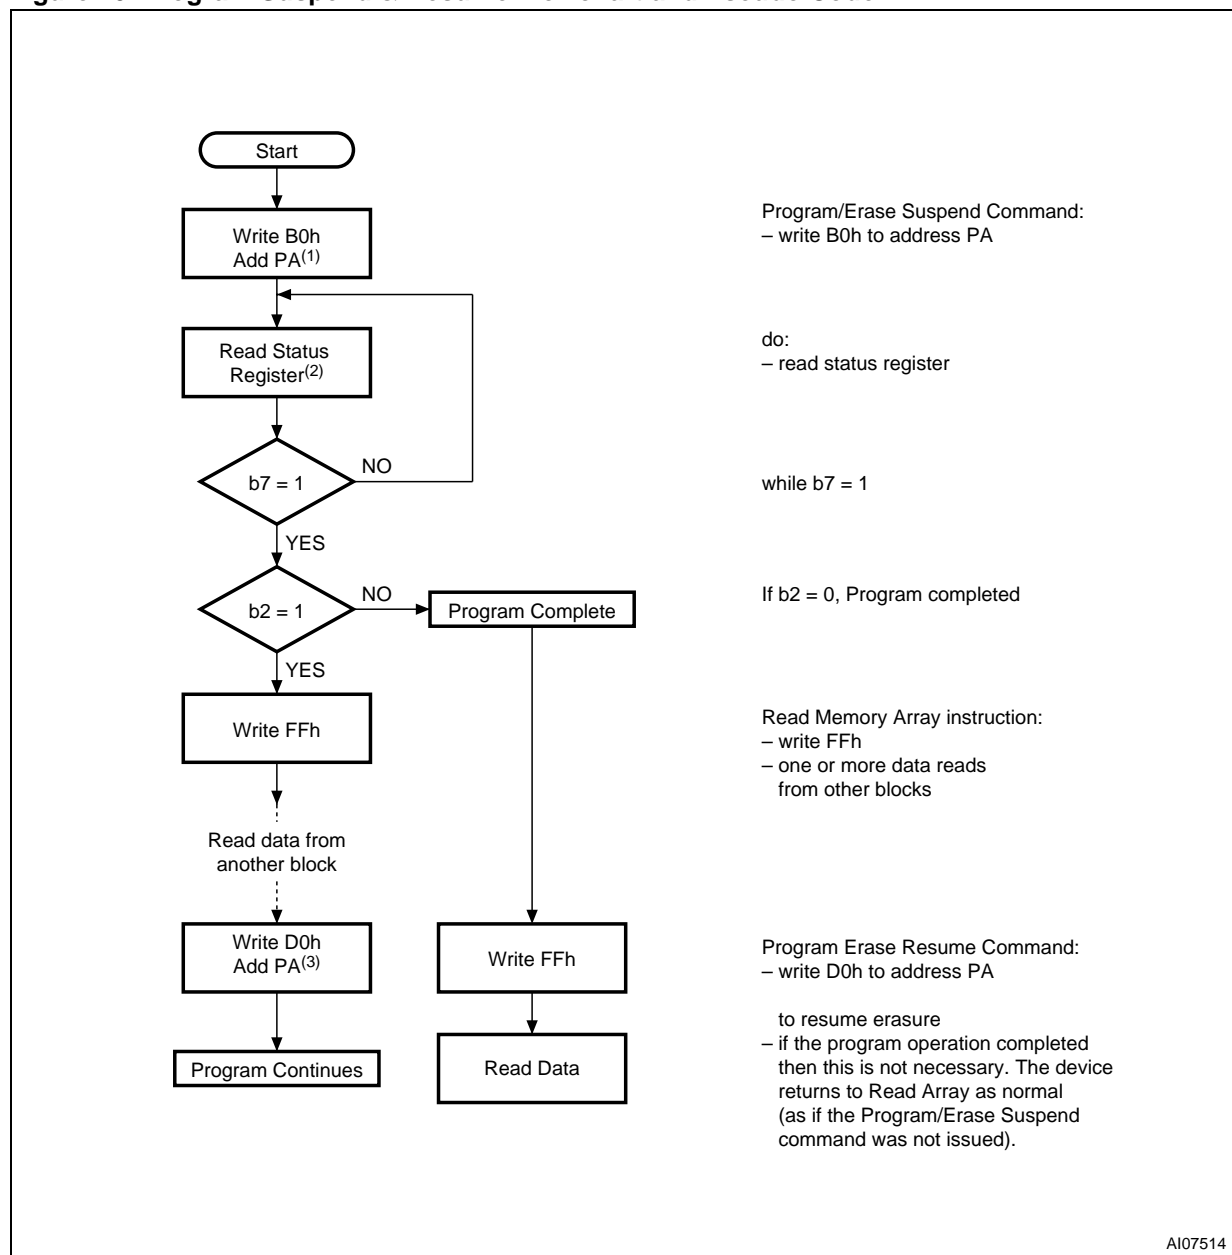 Start
Write B0h
Add PA(1)
Program/Erase Suspend Command:
– write B0h to address PA
Read Status
Register(2)
do:
– read status register
b7 = 1
NO
while b7 = 1
YES
b2 = 1
NO
Program Complete
If b2 = 0, Program completed
YES
Write FFh
Read Memory Array instruction:
– write FFh
– one or more data reads
from other blocks
Read data from
another block
Write D0h
Add PA(3)
Write FFh
Program Erase Resume Command:
– write D0h to address PA
to resume erasure
– if the program operation completed
then this is not necessary. The device
returns to Read Array as normal
(as if the Program/Erase Suspend
command was not issued).
Program Continues
Read Data
AI07514